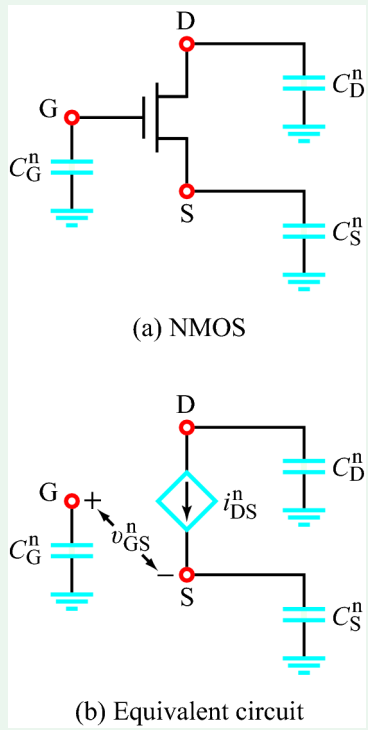 D
G
C_G^n
C_D^n
S
C_S^n
(a) NMOS
D
G
+
C_G^n
v_GS^n
i_DS^n
C_D^n
−
S
C_S^n
(b) Equivalent circuit